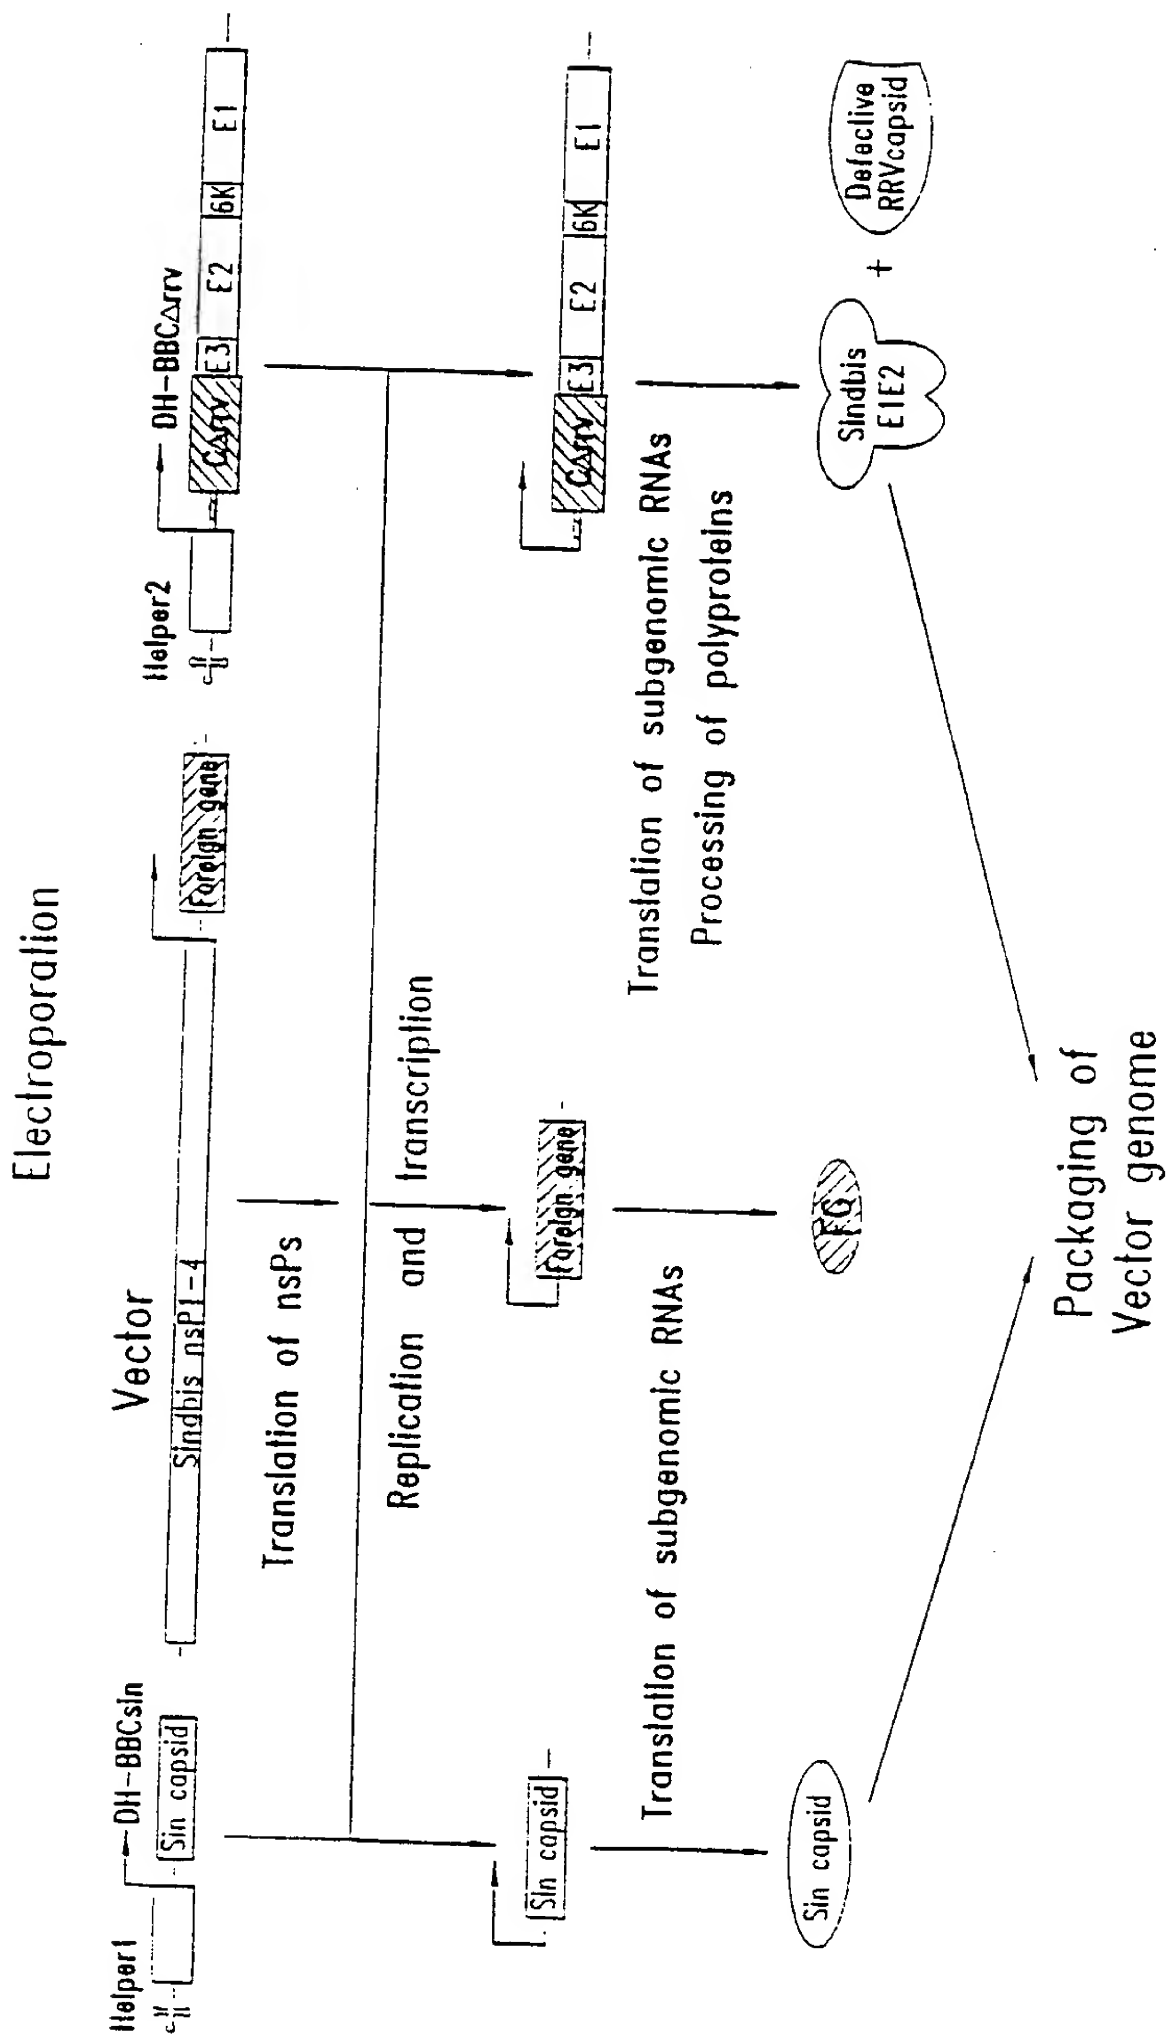 Electroporation
Helper1
DH-BBCsin
Sin capsid
Vector
Sindbis nsP1-4
Foreign gene
Helper2
DH-BBCΔrrv
CΔrrv
E3
E2
6K
E1
Translation of nsPs
Replication and transcription
Sin capsid
Foreign gene
CΔrrv
E3
E2
6K
E1
Translation of subgenomic RNAs
Translation of subgenomic RNAs
Processing of polyproteins
Sin capsid
FG
Sindbis
E1E2
+
Defective
RRVcapsid
Packaging of
Vector genome